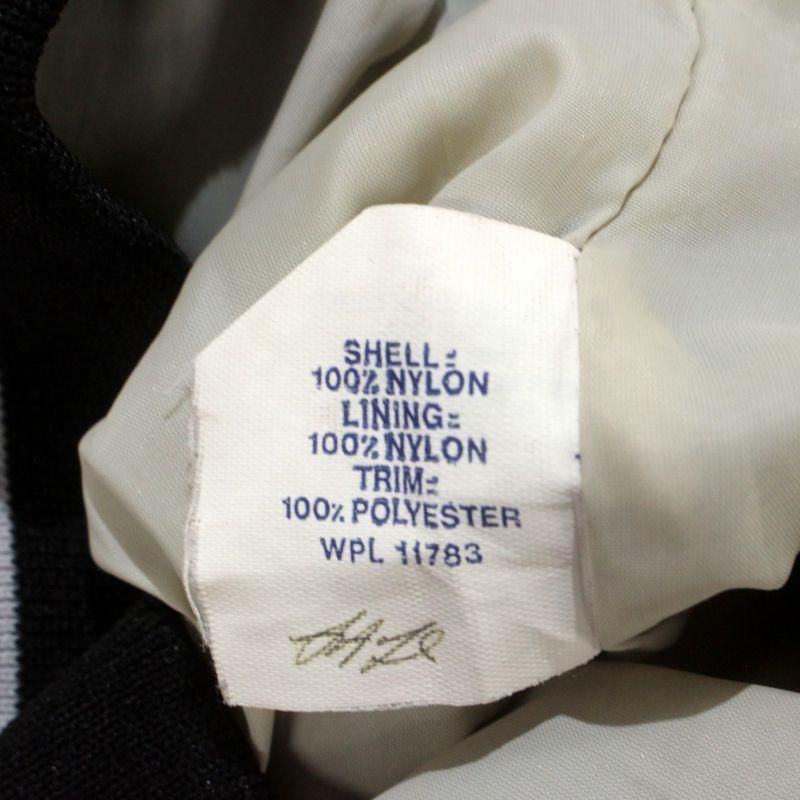 SHELL=
100% NYLON
LINING=
100% NYLON
TRIM=
100% POLYESTER
WPL 11783